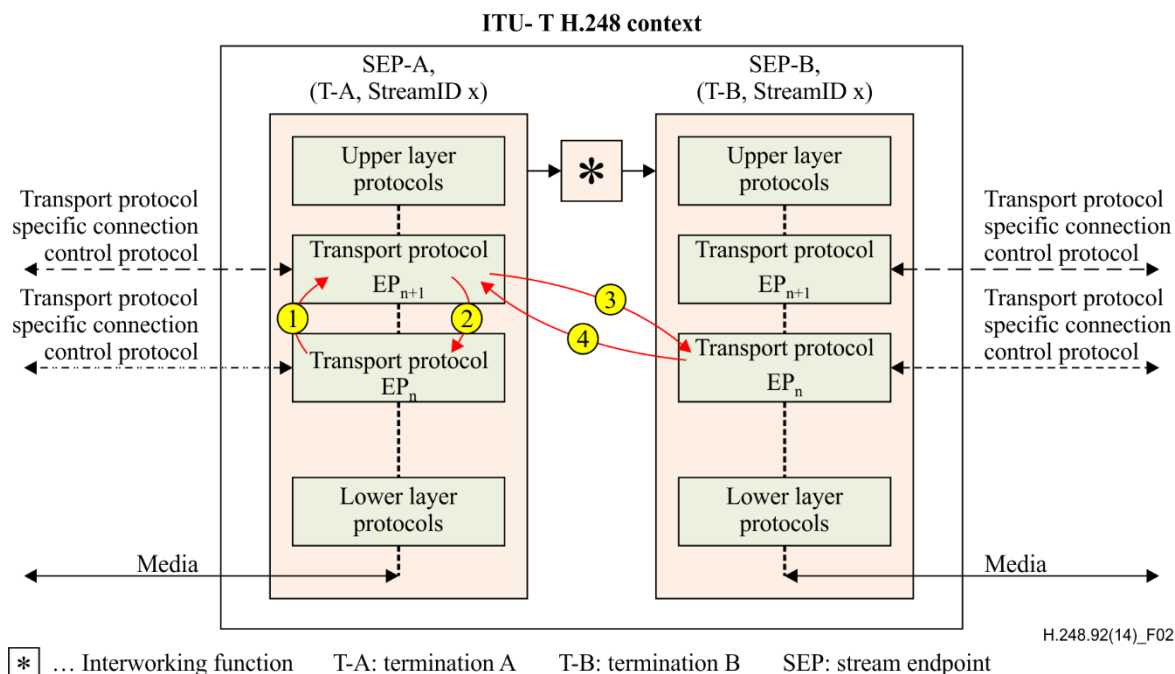 ITU- T H.248 context
SEP-A,
(T-A, StreamID x)
SEP-B,
(T-B, StreamID x)
Upper layer
protocols
*
Upper layer
protocols
Transport protocol
specific connection
control protocol
Transport protocol
EPn+1
Transport protocol
EPn+1
Transport protocol
specific connection
control protocol
1
2
3
4
Transport protocol
specific connection
control protocol
Transport protocol
EPn
Transport protocol
EPn
Transport protocol
specific connection
control protocol
Lower layer
protocols
Lower layer
protocols
Media
Media
H.248.92(14)_F02
* … Interworking function T-A: termination A T-B: termination B SEP: stream endpoint